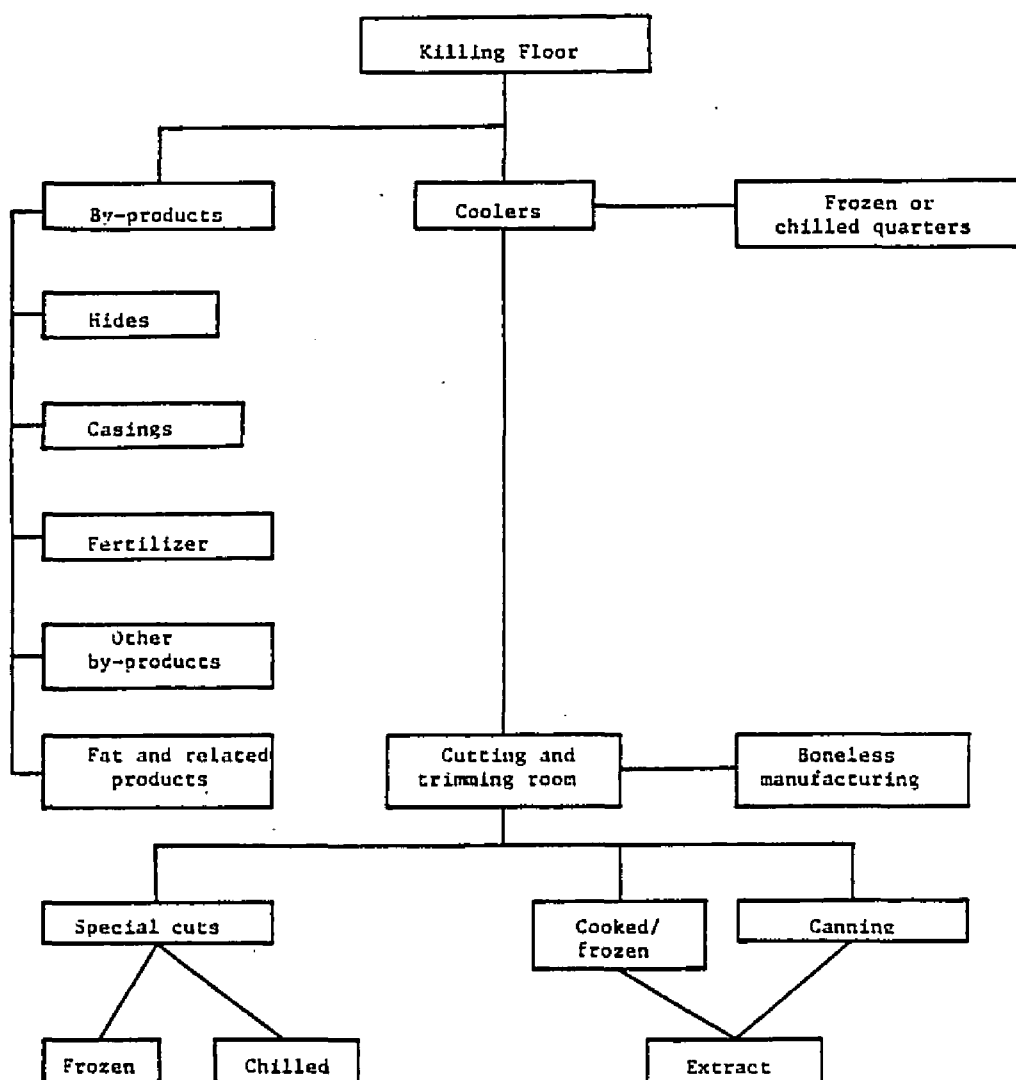 Killing Floor
By-products
Coolers
Frozen or
chilled quarters
Hides
Casings
Fertilizer
Other
by-products
Fat and related
products
Cutting and
trimming room
Boneless
manufacturing
Special cuts
Cooked/
frozen
Canning
Frozen
Chilled
Extract